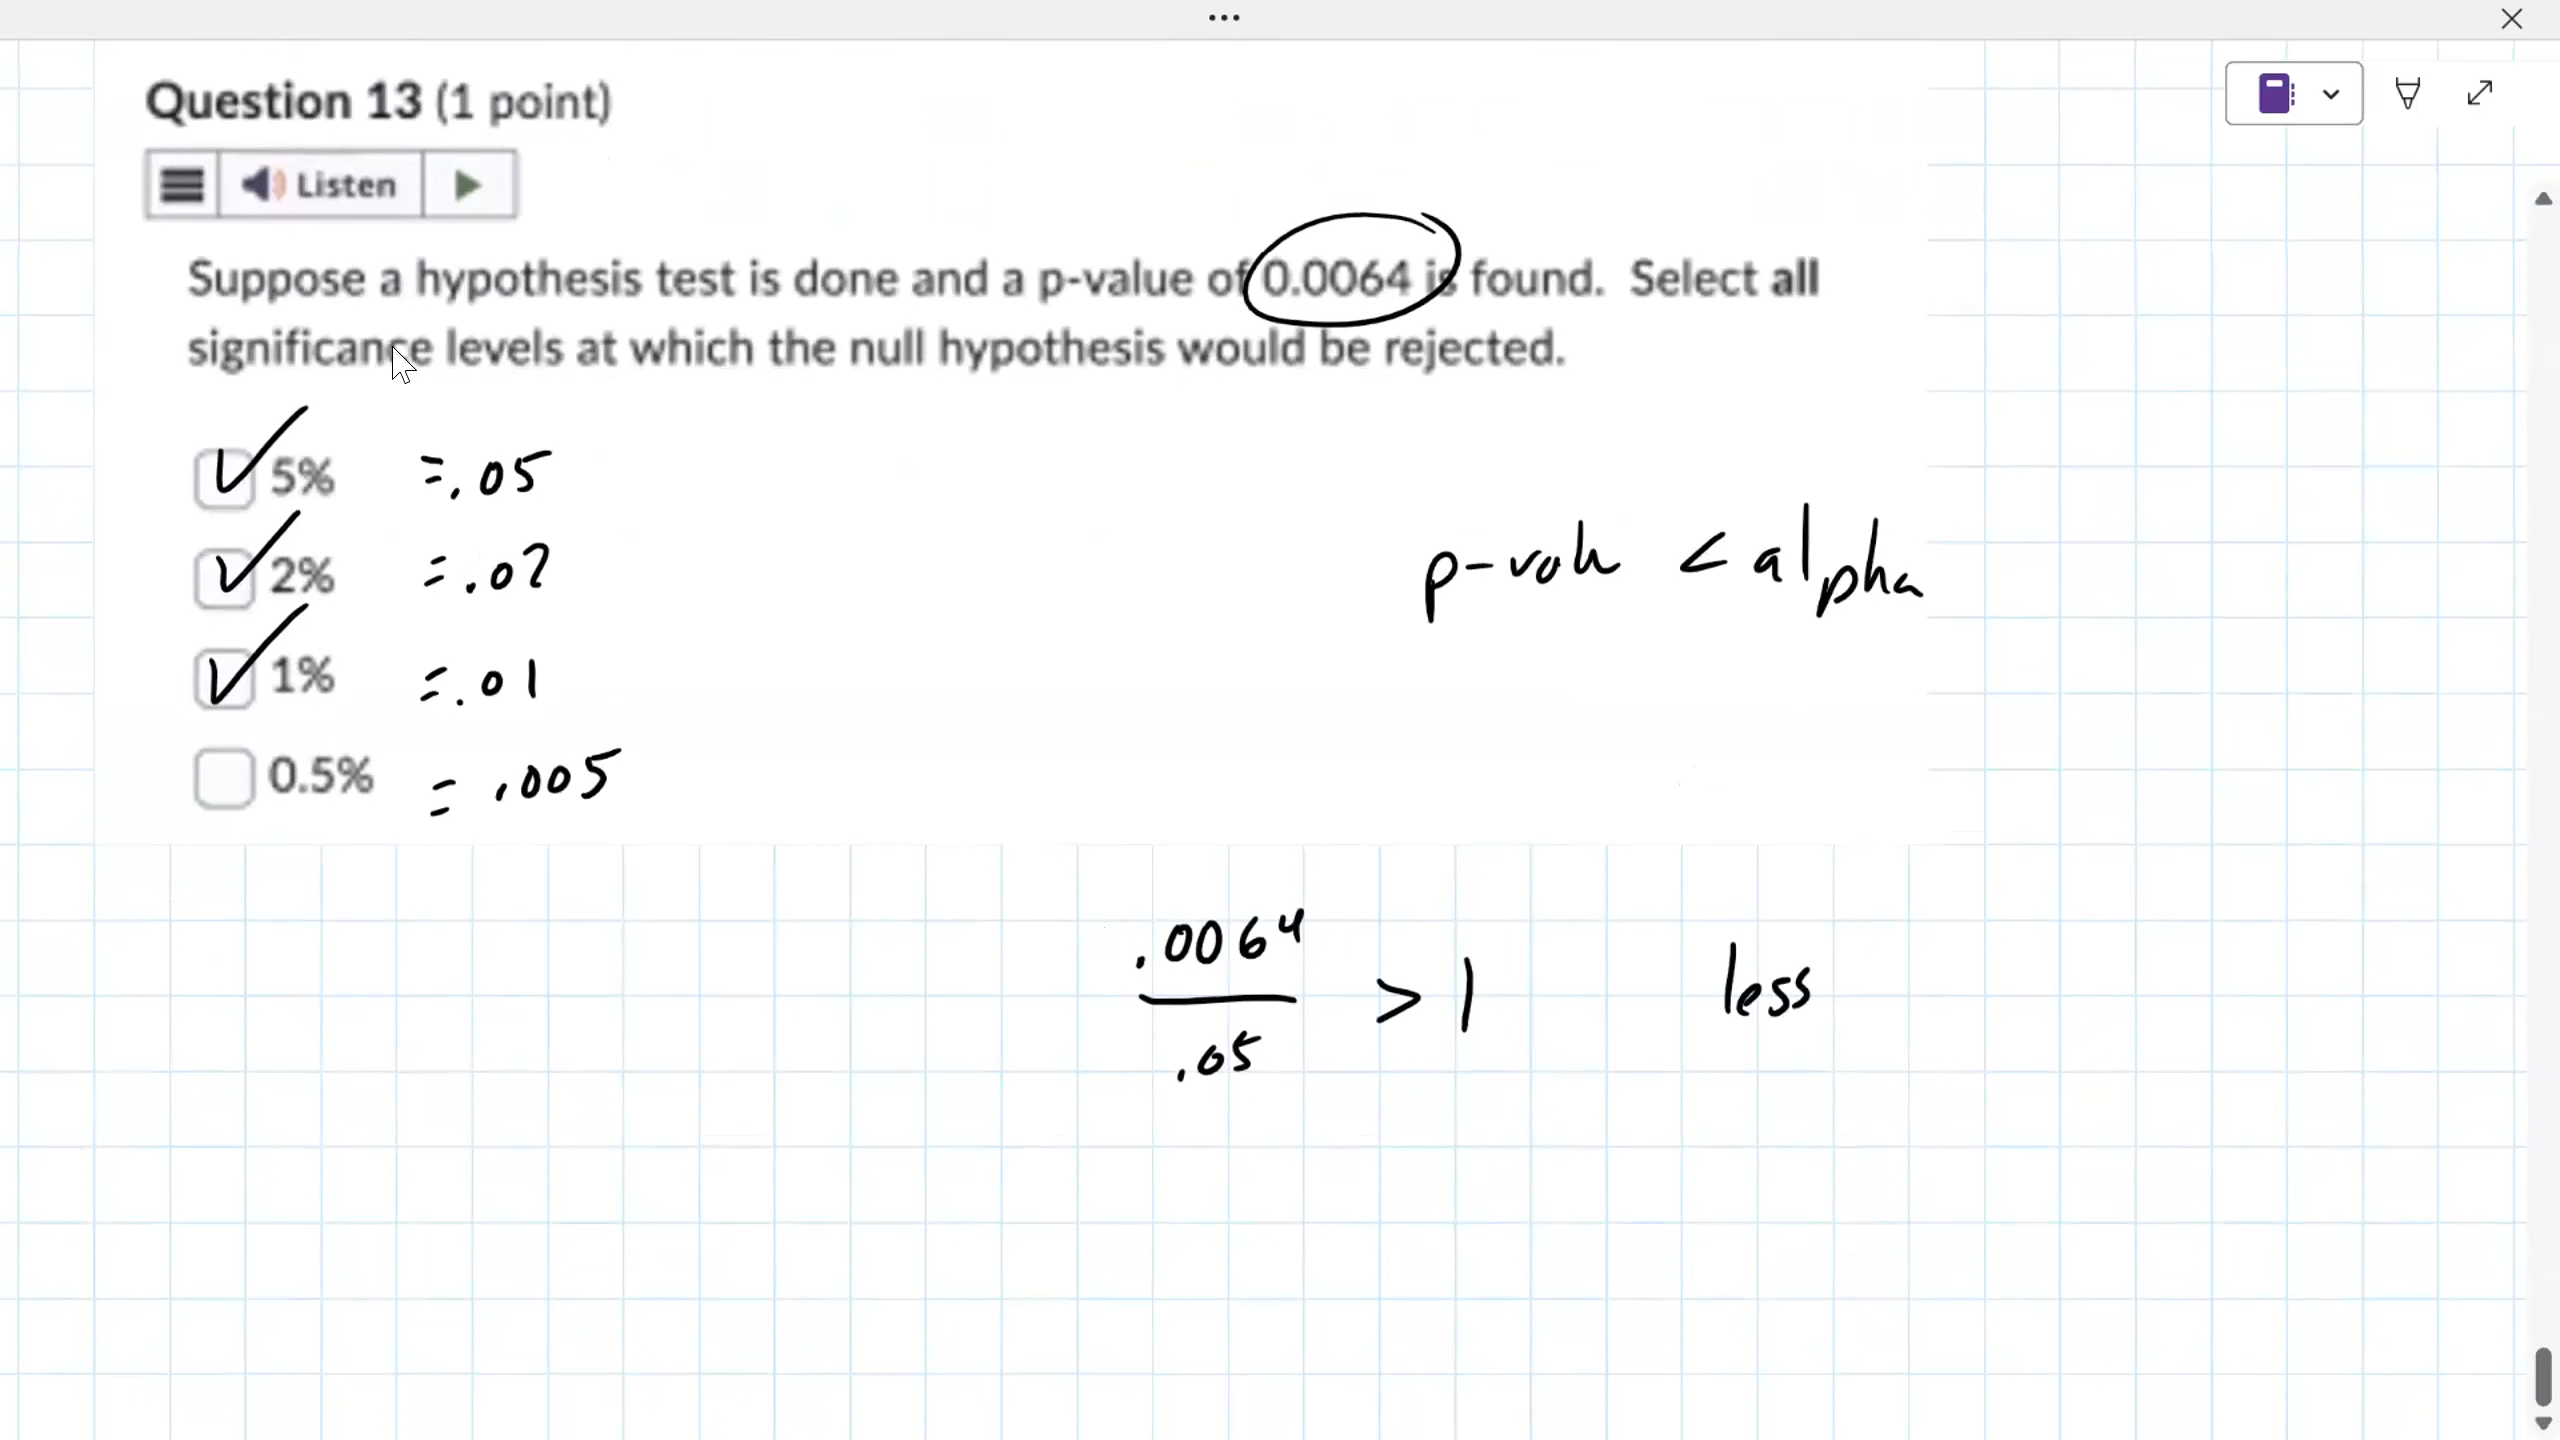 Question 13 (1 point)
Listen
Suppose a hypothesis test is done and a p-value of 0.0064 is found. Select all
significance levels at which the null hypothesis would be rejected.
5% =.05
2% =.02
1% =.01
0.5% = .005
p-val < alpha
.0064
.05
> 1
less